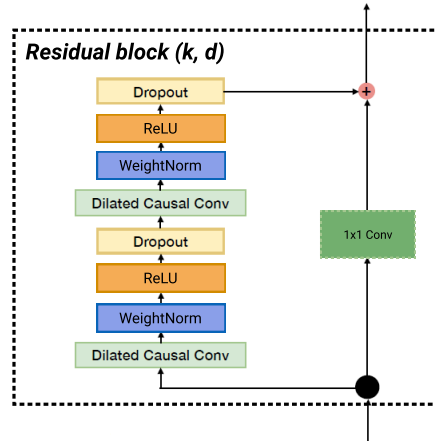 Residual block (k, d)
Dropout
ReLU
WeightNorm
Dilated Causal Conv
Dropout
ReLU
WeightNorm
Dilated Causal Conv
+
1x1 Conv